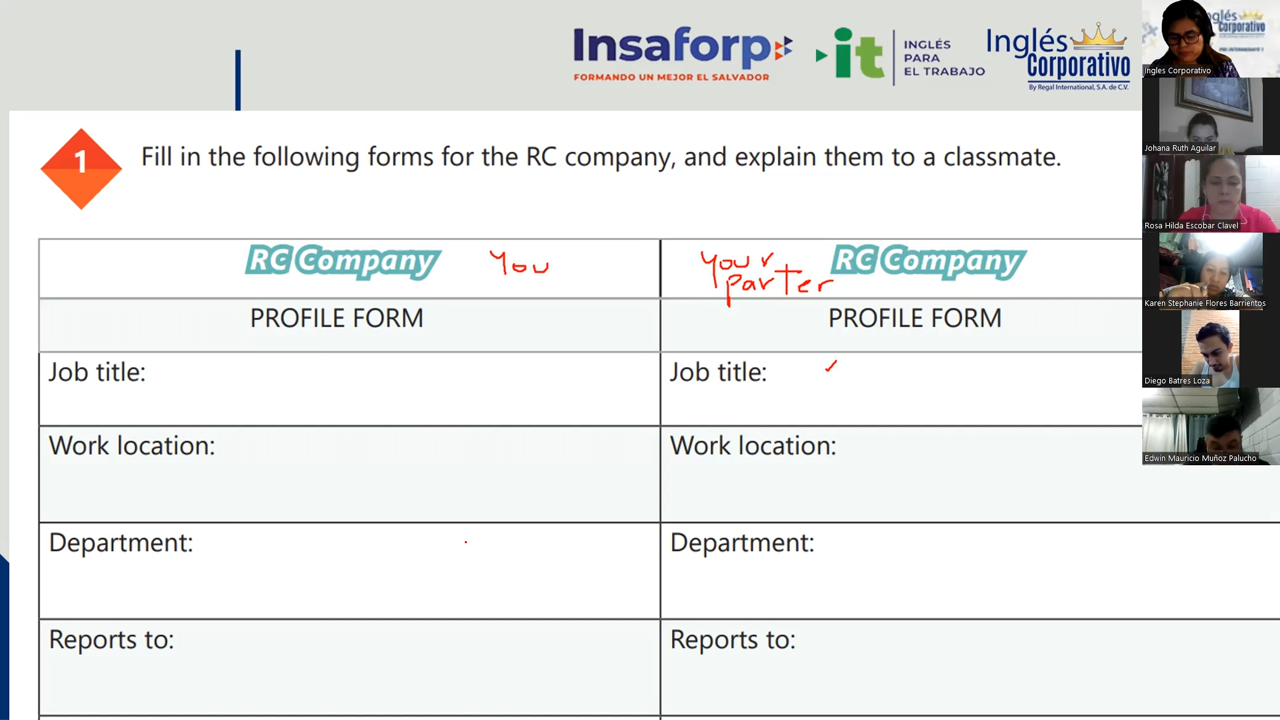 Insaforp
FORMANDO UN MEJOR EL SALVADOR
it
INGLÉS
PARA
EL TRABAJO
Inglés
Corporativo
By Regal International, S.A. de C.V.
Ingles Corporativo
Johana Ruth Aguilar
Rosa Hilda Escobar Clavel
Karen Stephanie Flores Barrientos
Diego Batres Loza
Edwin Mauricio Muñoz Palucho
1
Fill in the following forms for the RC company, and explain them to a classmate.
RC Company You
Your parter RC Company
PROFILE FORM
PROFILE FORM
Job title:
Job title:
Work location:
Work location:
Department:
Department:
Reports to:
Reports to: